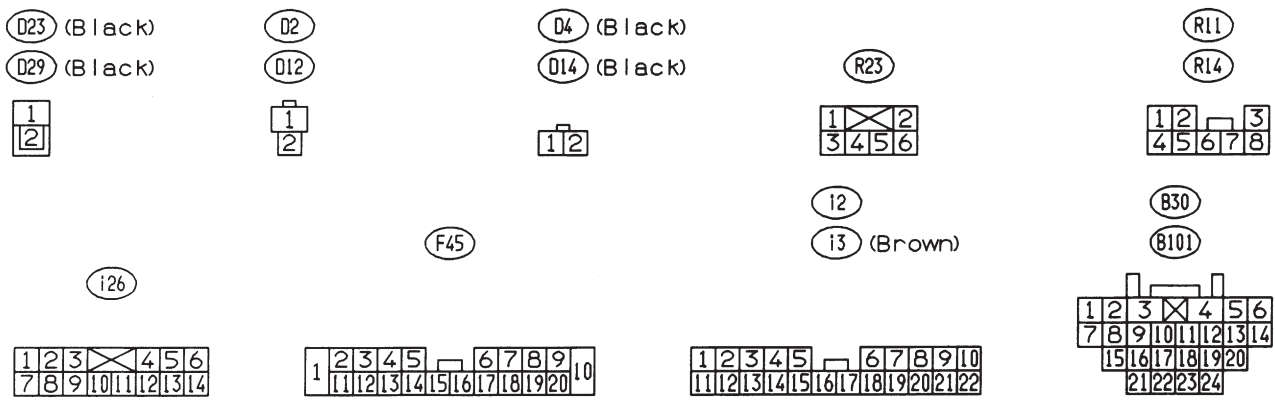 D23 (Black) D2 D4 (Black) R11
D29 (Black) D12 D14 (Black) R23 R14
1 1 1 2 1 2 3
2 2 1 2 3 4 5 6 4 5 6 7 8
i2 B30
F45 i3 (Brown) B101
i26
1 2 3 4 5 6
7 8 9 10 11 12 13 14
1 2 3 4 5 6 7 8 9 10
11 12 13 14 15 16 17 18 19 20
1 2 3 4 5 6 7 8 9 10
11 12 13 14 15 16 17 18 19 20 21 22
1 2 3 4 5 6
7 8 9 10 11 12 13 14
15 16 17 18 19 20
21 22 23 24